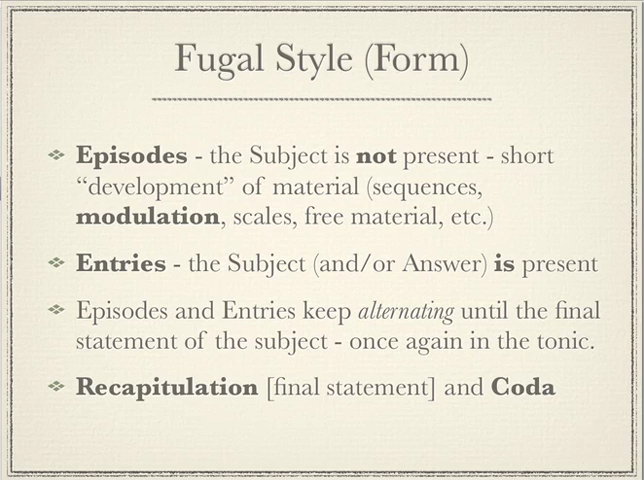 Fugal Style (Form)
Episodes - the Subject is not present - short
“development” of material (sequences,
modulation, scales, free material, etc.)
Entries - the Subject (and/or Answer) is present
Episodes and Entries keep alternating until the final
statement of the subject - once again in the tonic.
Recapitulation [final statement] and Coda